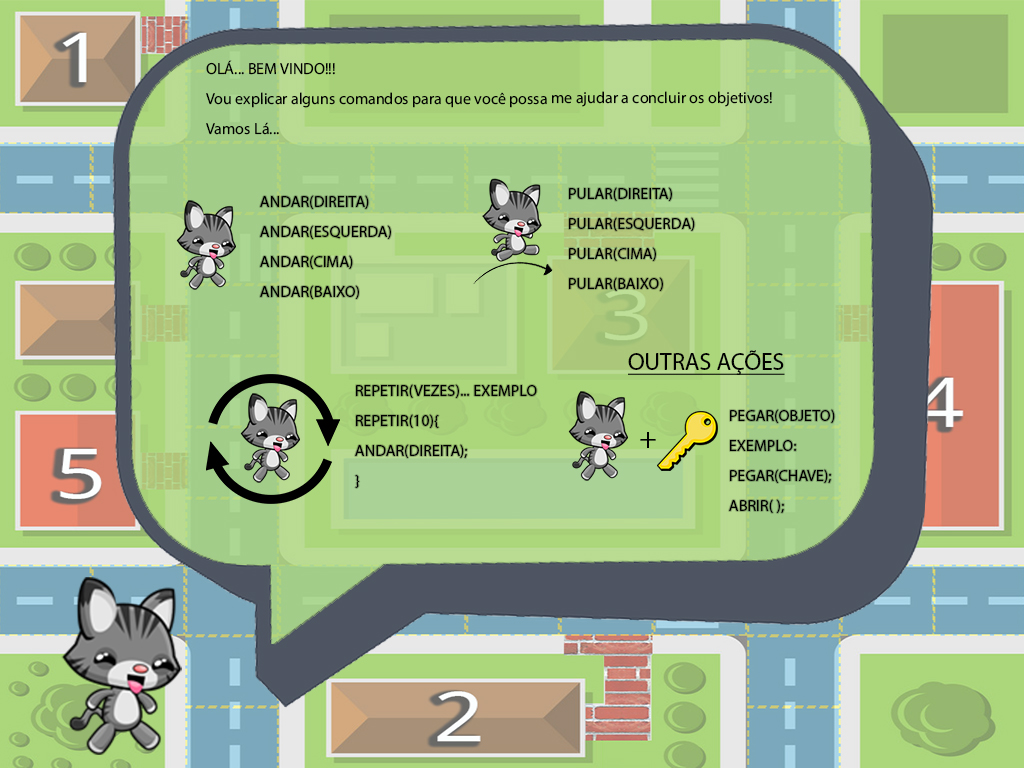 1
OLÁ... BEM VINDO!!!
Vou explicar alguns comandos para que você possa me ajudar a concluir os objetivos!
Vamos Lá...
ANDAR(DIREITA)
ANDAR(ESQUERDA)
ANDAR(CIMA)
ANDAR(BAIXO)
PULAR(DIREITA)
PULAR(ESQUERDA)
PULAR(CIMA)
PULAR(BAIXO)
3
REPETIR(VEZES)... EXEMPLO
REPETIR(10){
ANDAR(DIREITA);
}
OUTRAS AÇÕES
+
PEGAR(OBJETO)
EXEMPLO:
PEGAR(CHAVE);
ABRIR( );
4
5
2